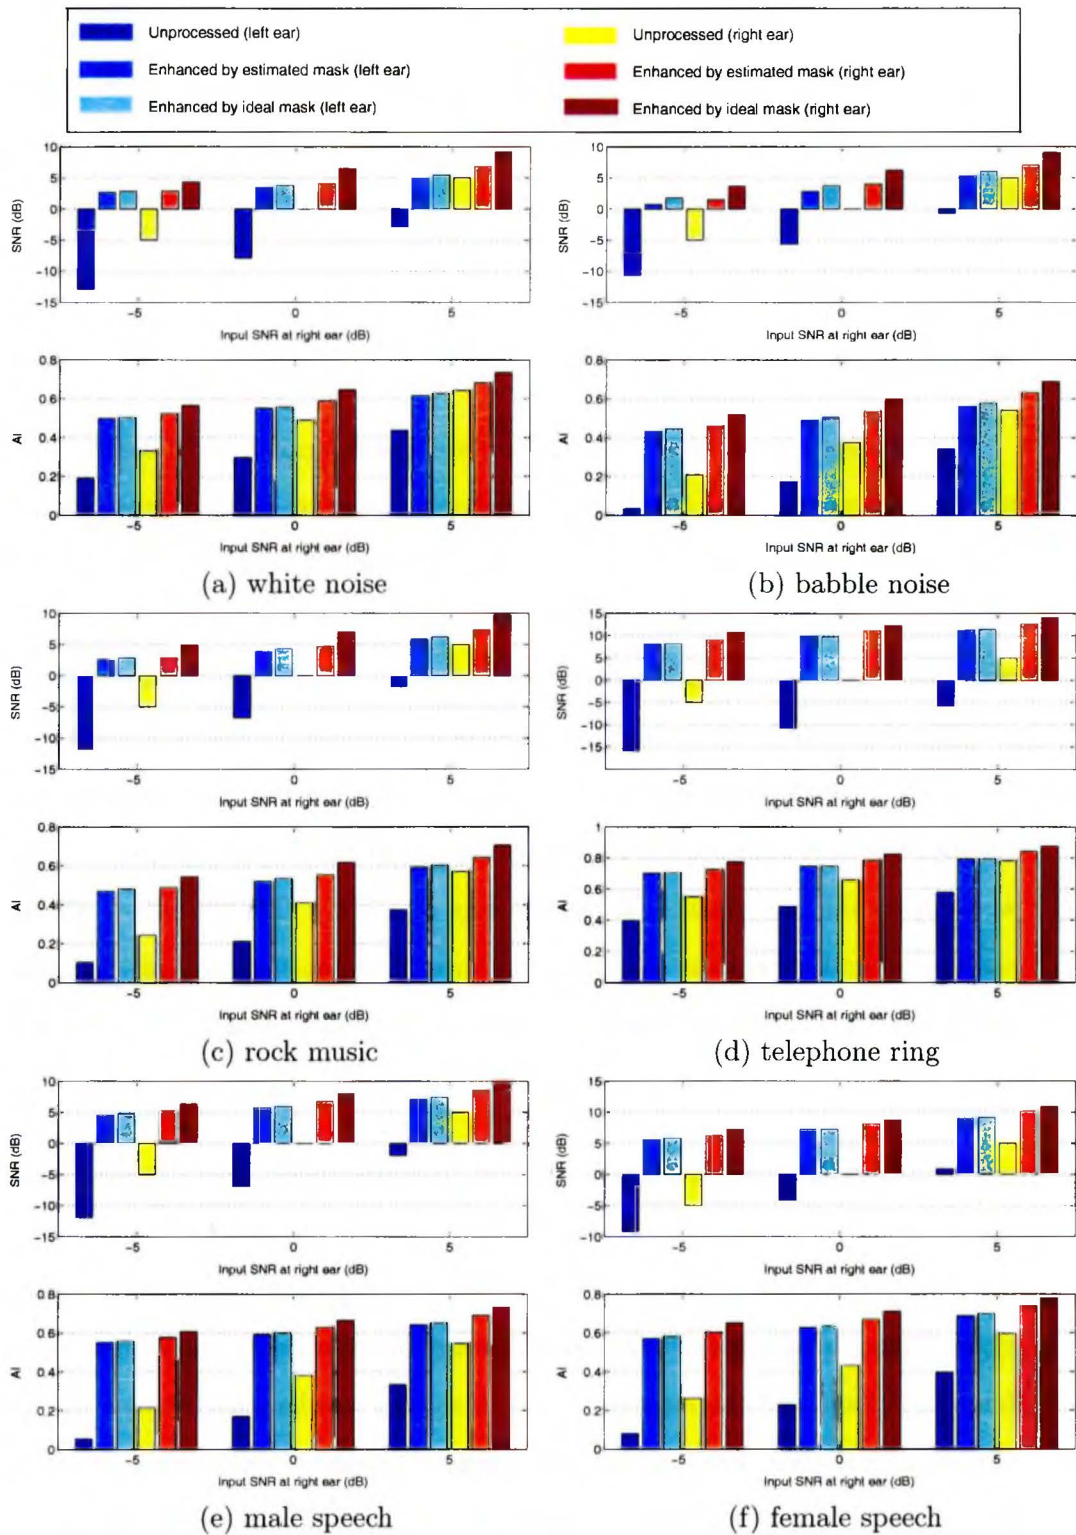 Unprocessed (left ear)
Unprocessed (right ear)
Enhanced by estimated mask (left ear)
Enhanced by estimated mask (right ear)
Enhanced by ideal mask (left ear)
Enhanced by ideal mask (right ear)
10
5
0
−5
−10
−15
SNR (dB)
−5 0 5
Input SNR at right ear (dB)
0.8
0.6
0.4
0.2
0
AI
−5 0 5
Input SNR at right ear (dB)
(a) white noise
10
5
0
−5
−10
−15
SNR (dB)
−5 0 5
Input SNR at right ear (dB)
0.8
0.6
0.4
0.2
0
AI
−5 0 5
Input SNR at right ear (dB)
(b) babble noise
10
5
0
−5
−10
−15
SNR (dB)
−5 0 5
Input SNR at right ear (dB)
0.8
0.6
0.4
0.2
0
AI
−5 0 5
Input SNR at right ear (dB)
(c) rock music
15
10
5
0
−5
−10
−15
SNR (dB)
−5 0 5
Input SNR at right ear (dB)
1
0.8
0.6
0.4
0.2
0
AI
−5 0 5
Input SNR at right ear (dB)
(d) telephone ring
10
5
0
−5
−10
−15
SNR (dB)
−5 0 5
Input SNR at right ear (dB)
0.8
0.6
0.4
0.2
0
AI
−5 0 5
Input SNR at right ear (dB)
(e) male speech
15
10
5
0
−5
−10
SNR (dB)
−5 0 5
Input SNR at right ear (dB)
0.8
0.6
0.4
0.2
0
AI
−5 0 5
Input SNR at right ear (dB)
(f) female speech